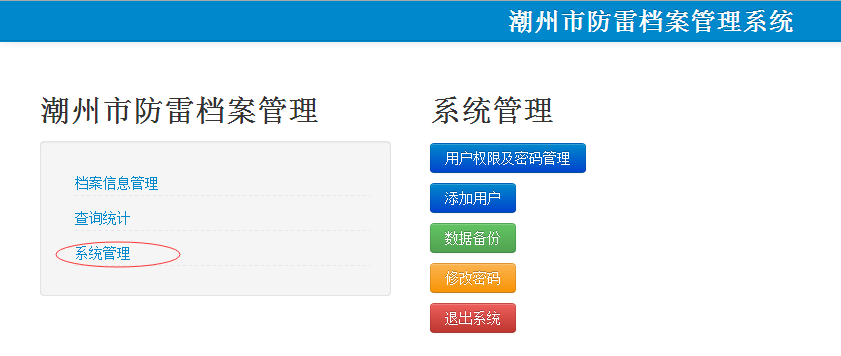 潮州市防雷档案管理系统
潮州市防雷档案管理
档案信息管理
查询统计
系统管理
系统管理
用户权限及密码管理
添加用户
数据备份
修改密码
退出系统